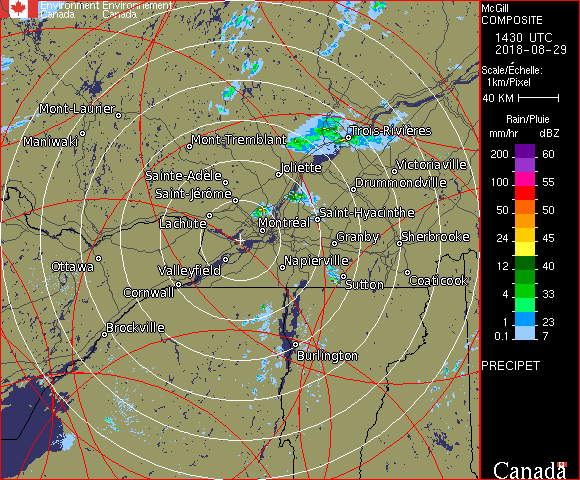 Environment Environnement
Canada Canada
McGill
COMPOSITE
1430 UTC
2018-08-29
Scale/Échelle:
1km/Pixel
40 KM
Rain/Pluie
mm/hr dBZ
200 60
100 55
50 50
24 45
12 40
4 33
1 23
0.1 7
PRECIPET
Canada
Mont-Laurier
Maniwaki
Mont-Tremblant
Trois-Rivières
Joliette
Victoriaville
Sainte-Adèle
Drummondville
Saint-Jérôme
Lachute
Saint-Hyacinthe
Montréal
Granby
Sherbrooke
Ottawa
Valleyfield
Napierville
Coaticook
Cornwall
Sutton
Brockville
Burlington